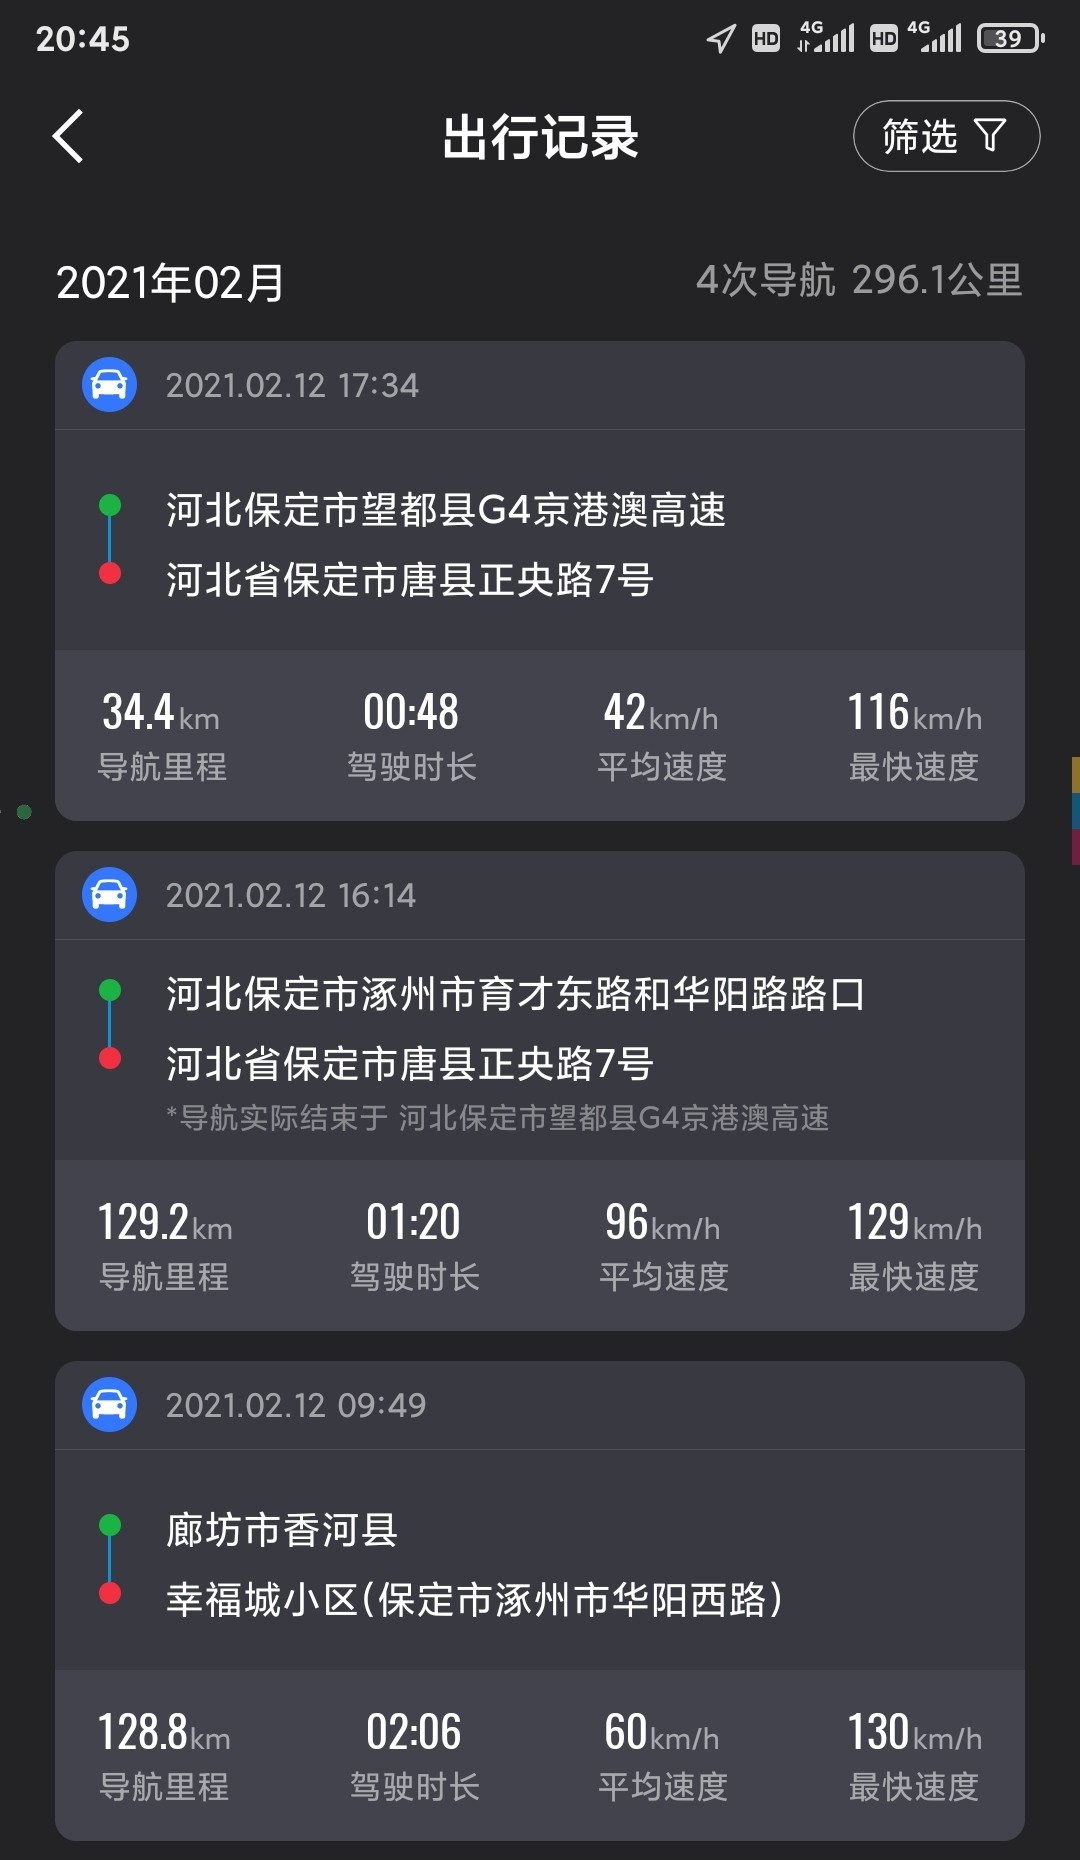 20:45
HD 4G HD 4G 39
出行记录
筛选
2021年02月
4次导航 296.1公里
2021.02.12 17:34
河北保定市望都县G4京港澳高速
河北省保定市唐县正央路7号
34.4km 00:48 42km/h 116km/h
导航里程 驾驶时长 平均速度 最快速度
2021.02.12 16:14
河北保定市涿州市育才东路和华阳路路口
河北省保定市唐县正央路7号
*导航实际结束于 河北保定市望都县G4京港澳高速
129.2km 01:20 96km/h 129km/h
导航里程 驾驶时长 平均速度 最快速度
2021.02.12 09:49
廊坊市香河县
幸福城小区(保定市涿州市华阳西路)
128.8km 02:06 60km/h 130km/h
导航里程 驾驶时长 平均速度 最快速度